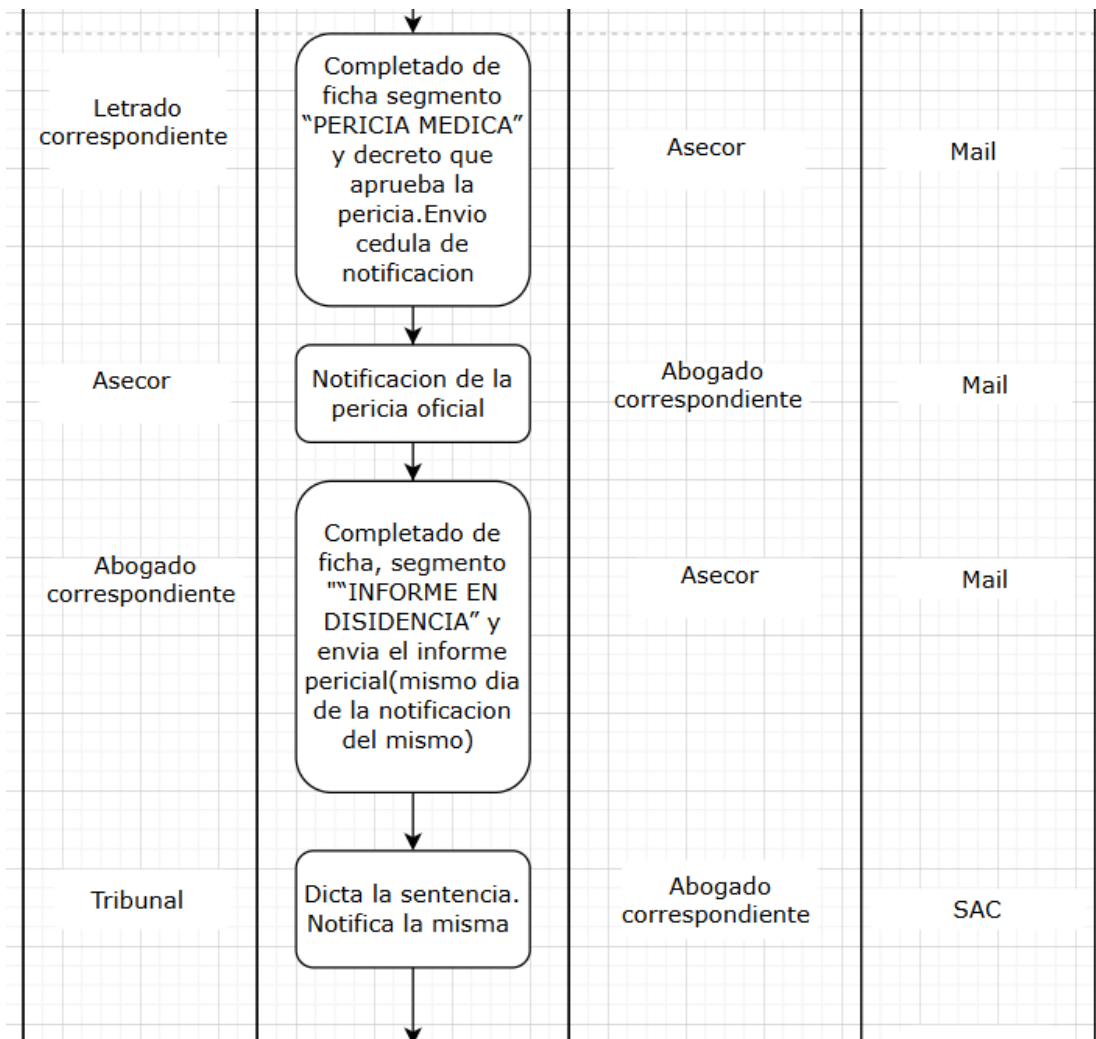 Letrado
correspondiente
Completado de
ficha segmento
“PERICIA MEDICA”
y decreto que
aprueba la
pericia.Envio
cedula de
notificacion
Asecor
Mail
Asecor
Notificacion de la
pericia oficial
Abogado
correspondiente
Mail
Abogado
correspondiente
Completado de
ficha, segmento
"“INFORME EN
DISIDENCIA” y
envia el informe
pericial(mismo dia
de la notificacion
del mismo)
Asecor
Mail
Tribunal
Dicta la sentencia.
Notifica la misma
Abogado
correspondiente
SAC